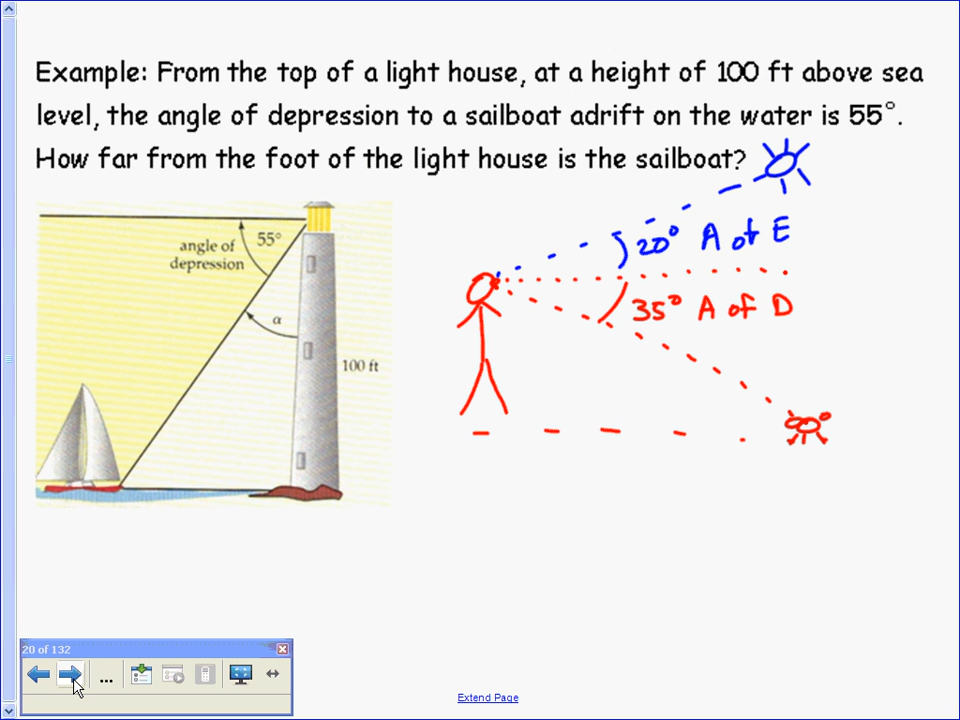 Example: From the top of a light house, at a height of 100 ft above sea
level, the angle of depression to a sailboat adrift on the water is 55°.
How far from the foot of the light house is the sailboat?
angle of
depression
55°
α
100 ft
20° A of E
35° A of D
20 of 132
...
Extend Page